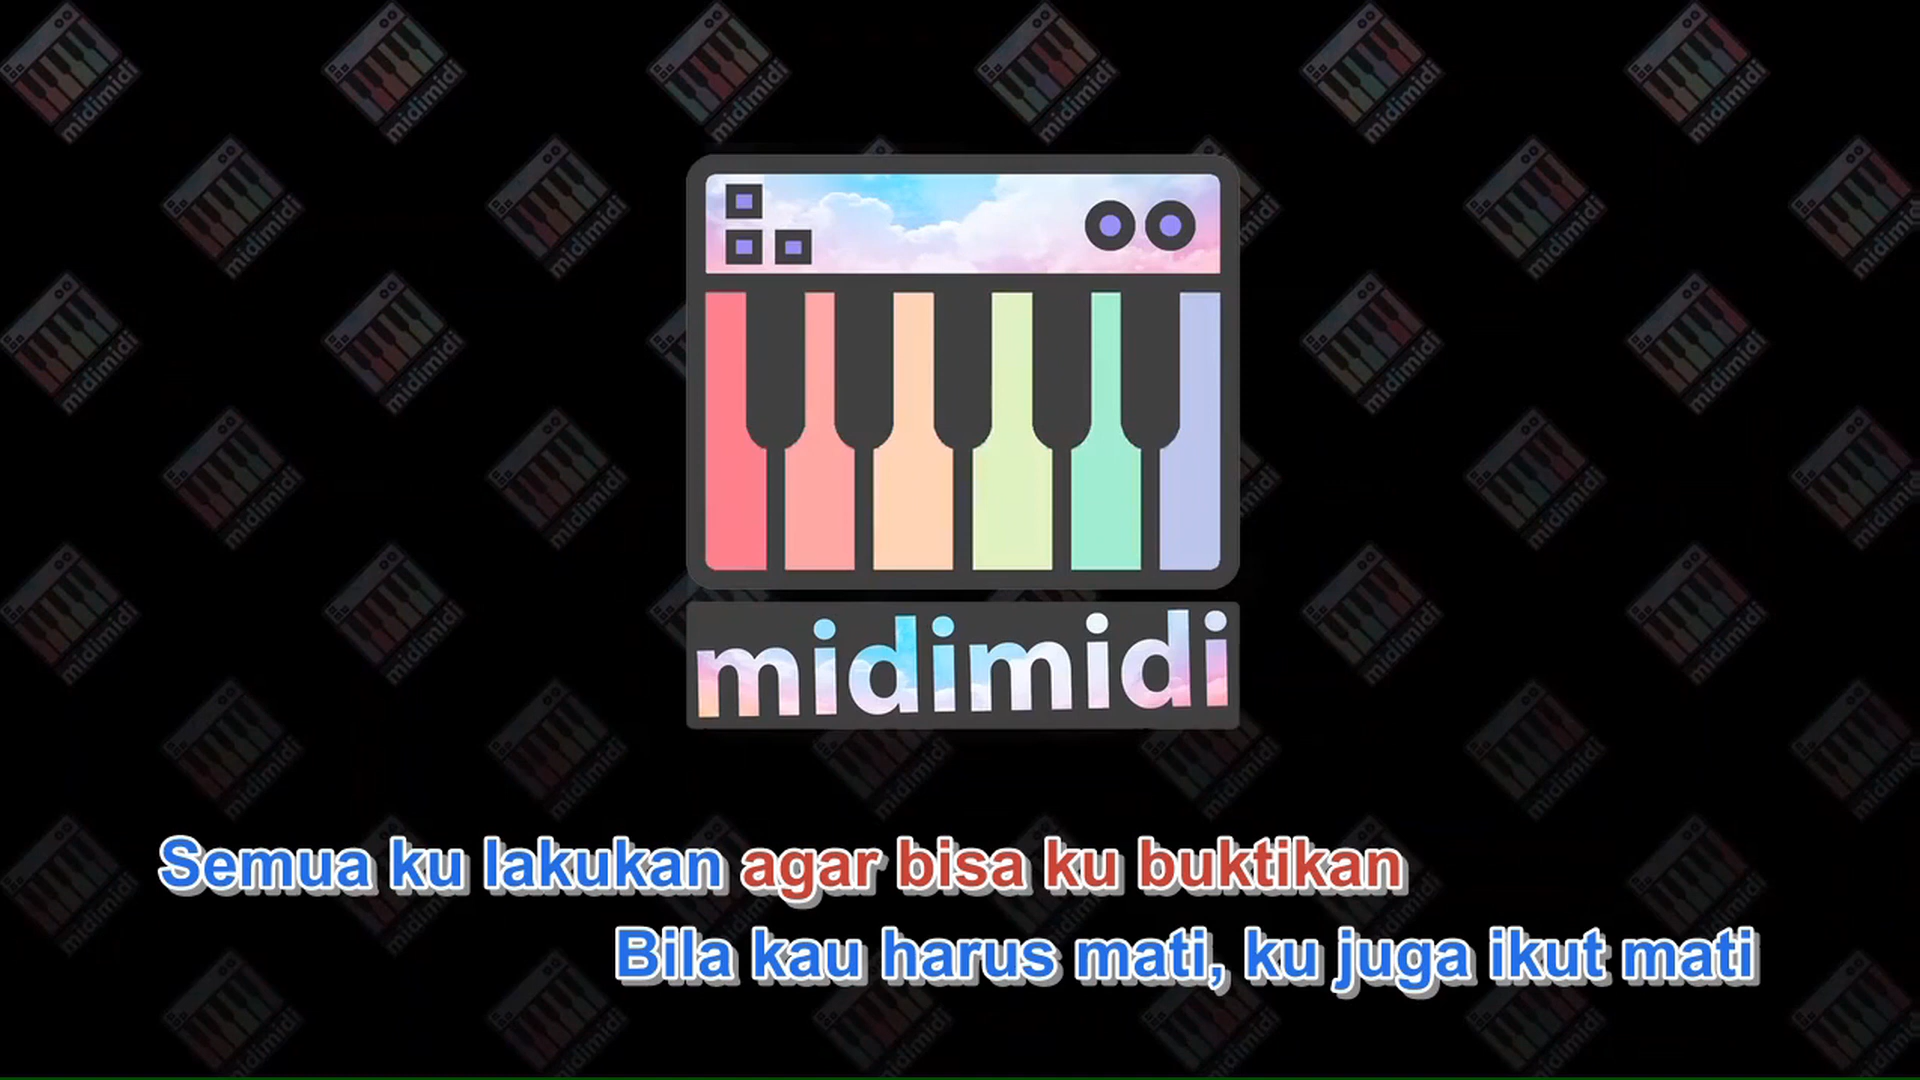 midimidi
Semua ku lakukan agar bisa ku buktikan
Bila kau harus mati, ku juga ikut mati